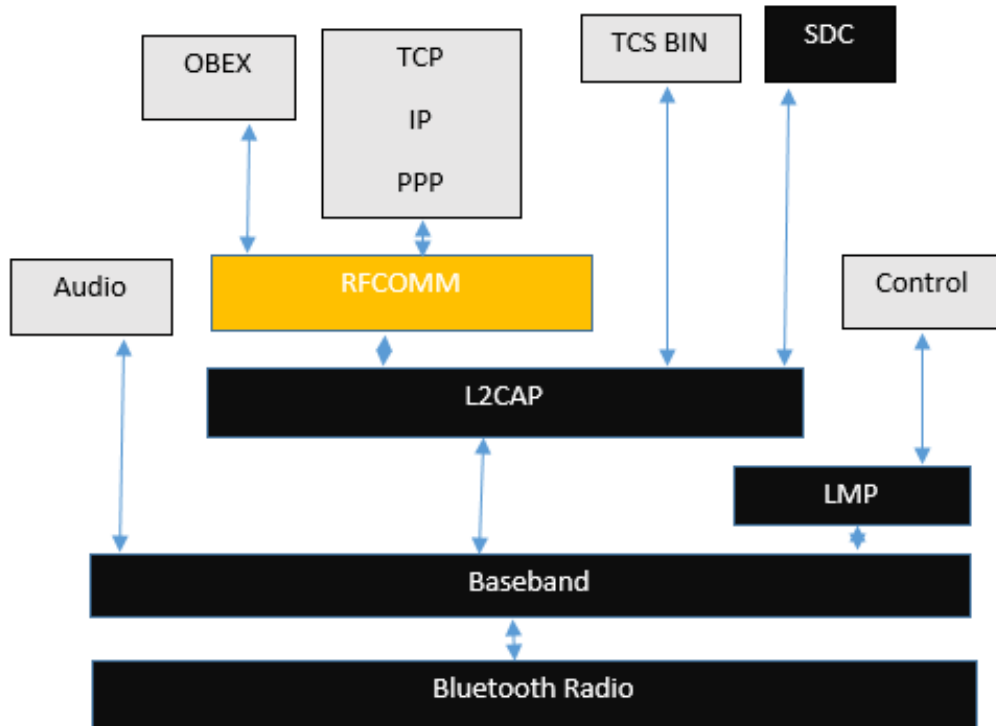 OBEX
TCP
IP
PPP
TCS BIN
SDC
Audio
RFCOMM
Control
L2CAP
LMP
Baseband
Bluetooth Radio